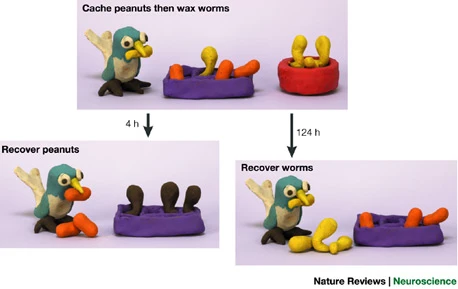 Cache peanuts then wax worms
4 h
124 h
Recover peanuts
Recover worms
Nature Reviews | Neuroscience